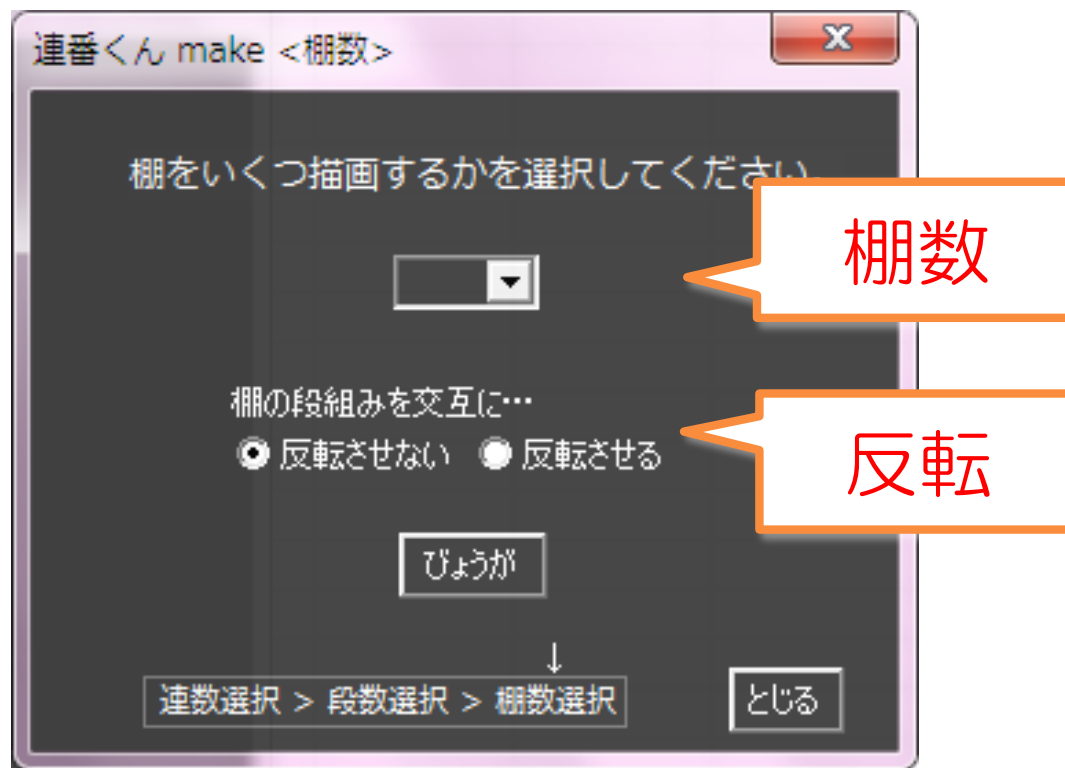 連番くん make <棚数>
棚をいくつ描画するかを選択してください。
棚数
棚の段組みを交互に…
反転させない 反転させる
反転
びょうが
↓
連数選択 > 段数選択 > 棚数選択
とじる